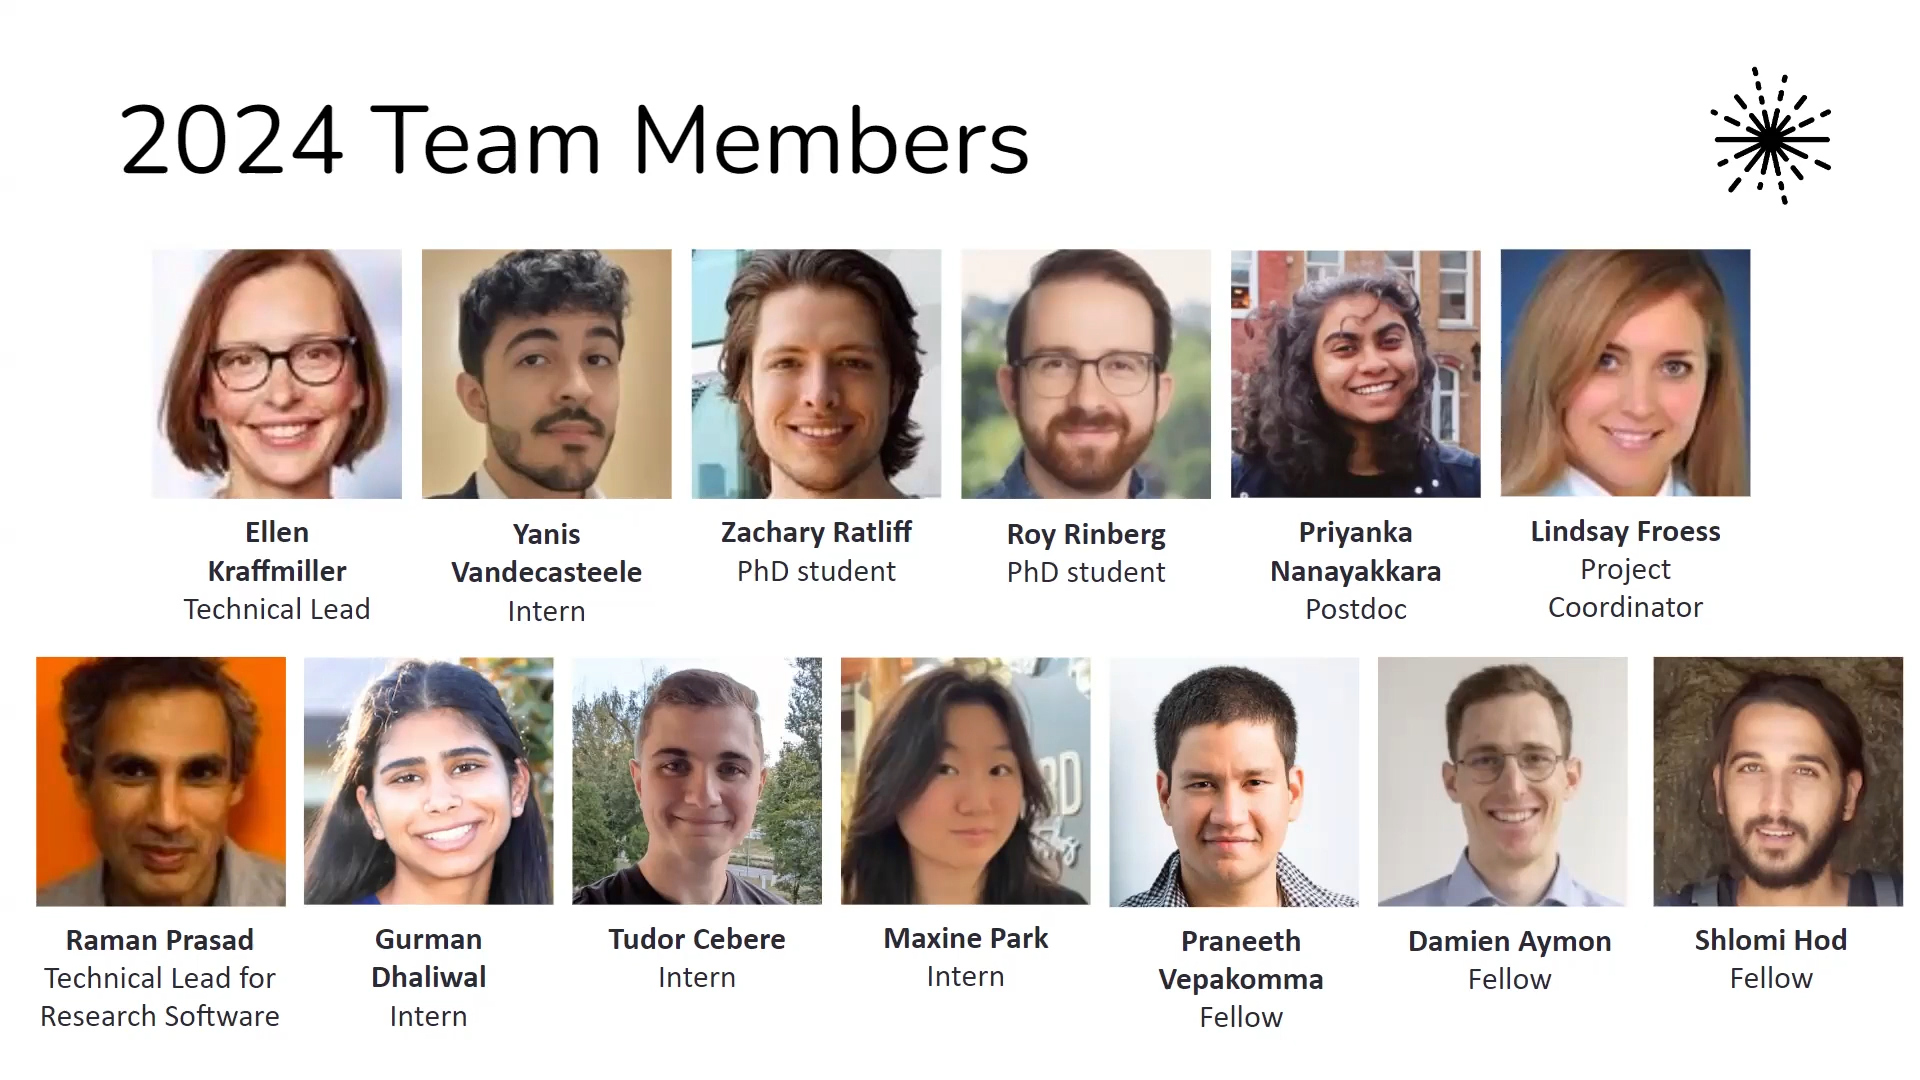 2024 Team Members
Ellen
Kraffmiller
Technical Lead
Yanis
Vandecasteele
Intern
Zachary Ratliff
PhD student
Roy Rinberg
PhD student
Priyanka
Nanayakkara
Postdoc
Lindsay Froess
Project
Coordinator
Raman Prasad
Technical Lead for
Research Software
Gurman
Dhaliwal
Intern
Tudor Cebere
Intern
Maxine Park
Intern
Praneeth
Vepakomma
Fellow
Damien Aymon
Fellow
Shlomi Hod
Fellow